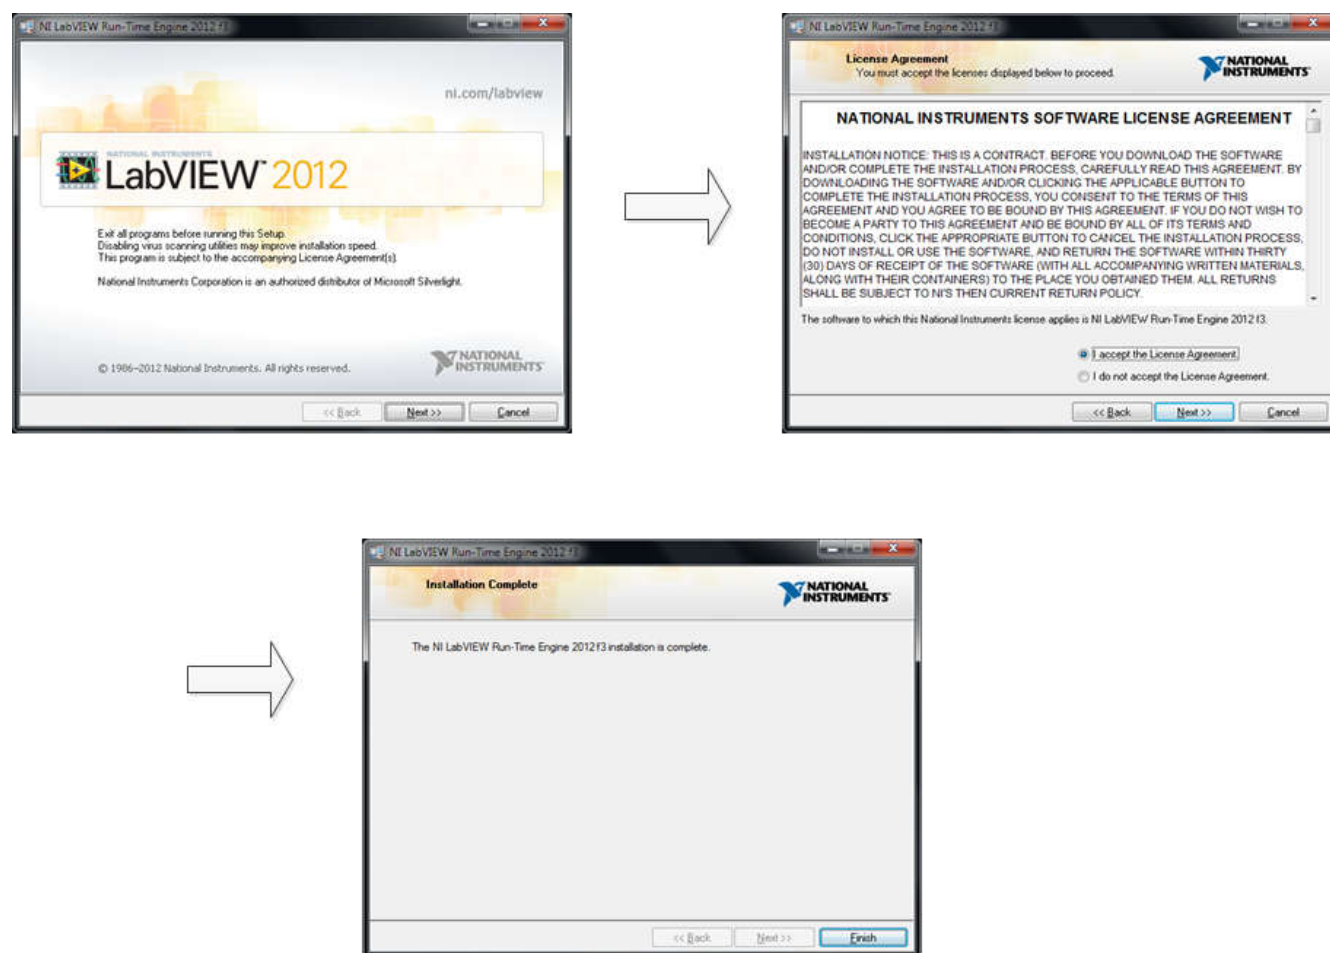 NI LabVIEW Run-Time Engine 2012 f3
ni.com/labview
NATIONAL INSTRUMENTS
LabVIEW™ 2012
Exit all programs before running this Setup.
Disabling virus scanning utilities may improve installation speed.
This program is subject to the accompanying License Agreement(s).
National Instruments Corporation is an authorized distributor of Microsoft Silverlight.
© 1986–2012 National Instruments. All rights reserved.
NATIONAL
INSTRUMENTS
<< Back Next >> Cancel
NI LabVIEW Run-Time Engine 2012 f3
License Agreement
You must accept the licenses displayed below to proceed.
NATIONAL
INSTRUMENTS
NATIONAL INSTRUMENTS SOFTWARE LICENSE AGREEMENT
INSTALLATION NOTICE: THIS IS A CONTRACT. BEFORE YOU DOWNLOAD THE SOFTWARE
AND/OR COMPLETE THE INSTALLATION PROCESS, CAREFULLY READ THIS AGREEMENT. BY
DOWNLOADING THE SOFTWARE AND/OR CLICKING THE APPLICABLE BUTTON TO
COMPLETE THE INSTALLATION PROCESS, YOU CONSENT TO THE TERMS OF THIS
AGREEMENT AND YOU AGREE TO BE BOUND BY THIS AGREEMENT. IF YOU DO NOT WISH TO
BECOME A PARTY TO THIS AGREEMENT AND BE BOUND BY ALL OF ITS TERMS AND
CONDITIONS, CLICK THE APPROPRIATE BUTTON TO CANCEL THE INSTALLATION PROCESS,
DO NOT INSTALL OR USE THE SOFTWARE, AND RETURN THE SOFTWARE WITHIN THIRTY
(30) DAYS OF RECEIPT OF THE SOFTWARE (WITH ALL ACCOMPANYING WRITTEN MATERIALS,
ALONG WITH THEIR CONTAINERS) TO THE PLACE YOU OBTAINED THEM. ALL RETURNS
SHALL BE SUBJECT TO NI'S THEN CURRENT RETURN POLICY.
The software to which this National Instruments license applies is NI LabVIEW Run-Time Engine 2012 f3.
I accept the License Agreement.
I do not accept the License Agreement.
<< Back Next >> Cancel
NI LabVIEW Run-Time Engine 2012 f3
Installation Complete
NATIONAL
INSTRUMENTS
The NI LabVIEW Run-Time Engine 2012 f3 installation is complete.
<< Back Next >> Finish